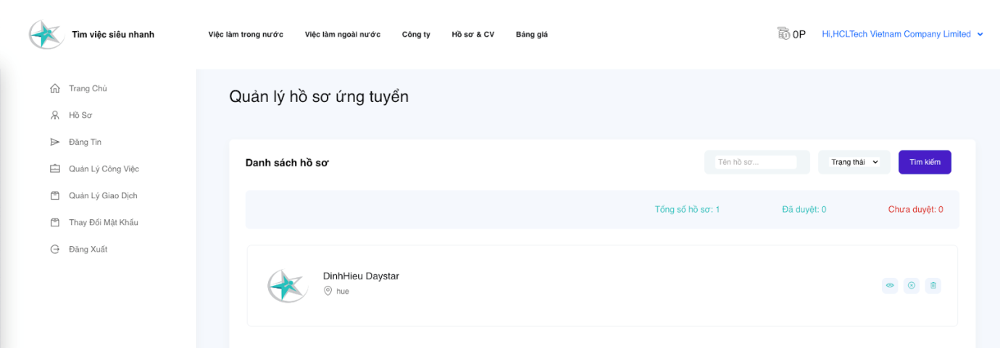 Tìm việc siêu nhanh
Việc làm trong nước Việc làm ngoài nước Công ty Hồ sơ & CV Bảng giá
0P Hi,HCLTech Vietnam Company Limited
Trang Chủ
Hồ Sơ
Đăng Tin
Quản Lý Công Việc
Quản Lý Giao Dịch
Thay Đổi Mật Khẩu
Đăng Xuất
Quản lý hồ sơ ứng tuyển
Danh sách hồ sơ
Tên hồ sơ... Trạng thái Tìm kiếm
Tổng số hồ sơ: 1 Đã duyệt: 0 Chưa duyệt: 0
DinhHieu Daystar
hue